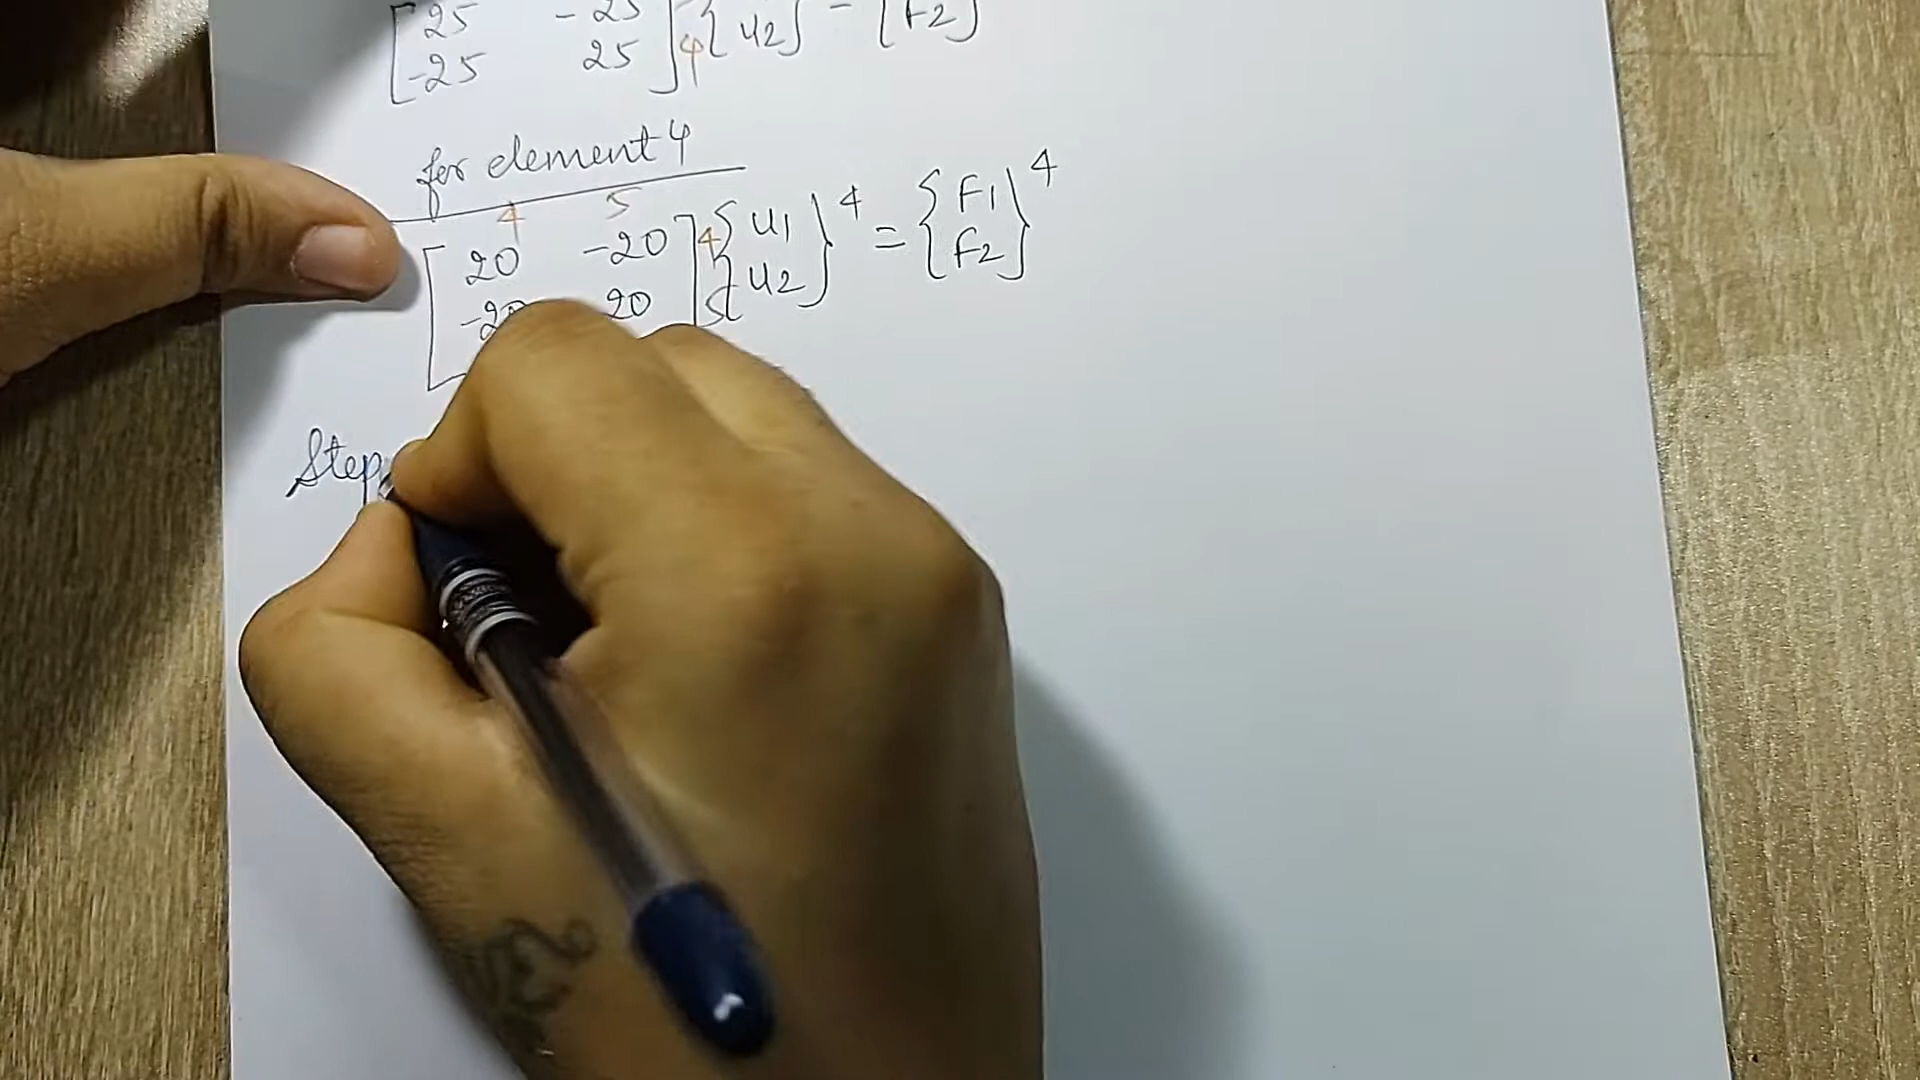 [25 -25] {u2} = {F2}
[-25 25] 4
for element 4
4 5
[20 -20] 4 {u1}⁴ = {F1}⁴
[-20 20] 5 {u2} {F2}
Step